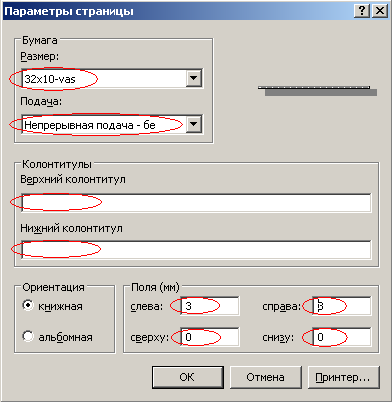 Параметры страницы
Бумага
Размер:
32x10-vas
Подача:
Непрерывная подача - бе
Колонтитулы
Верхний колонтитул
Нижний колонтитул
Ориентация
книжная
альбомная
Поля (мм)
слева: 3 справа: 3
сверху: 0 снизу: 0
ОК Отмена Принтер...